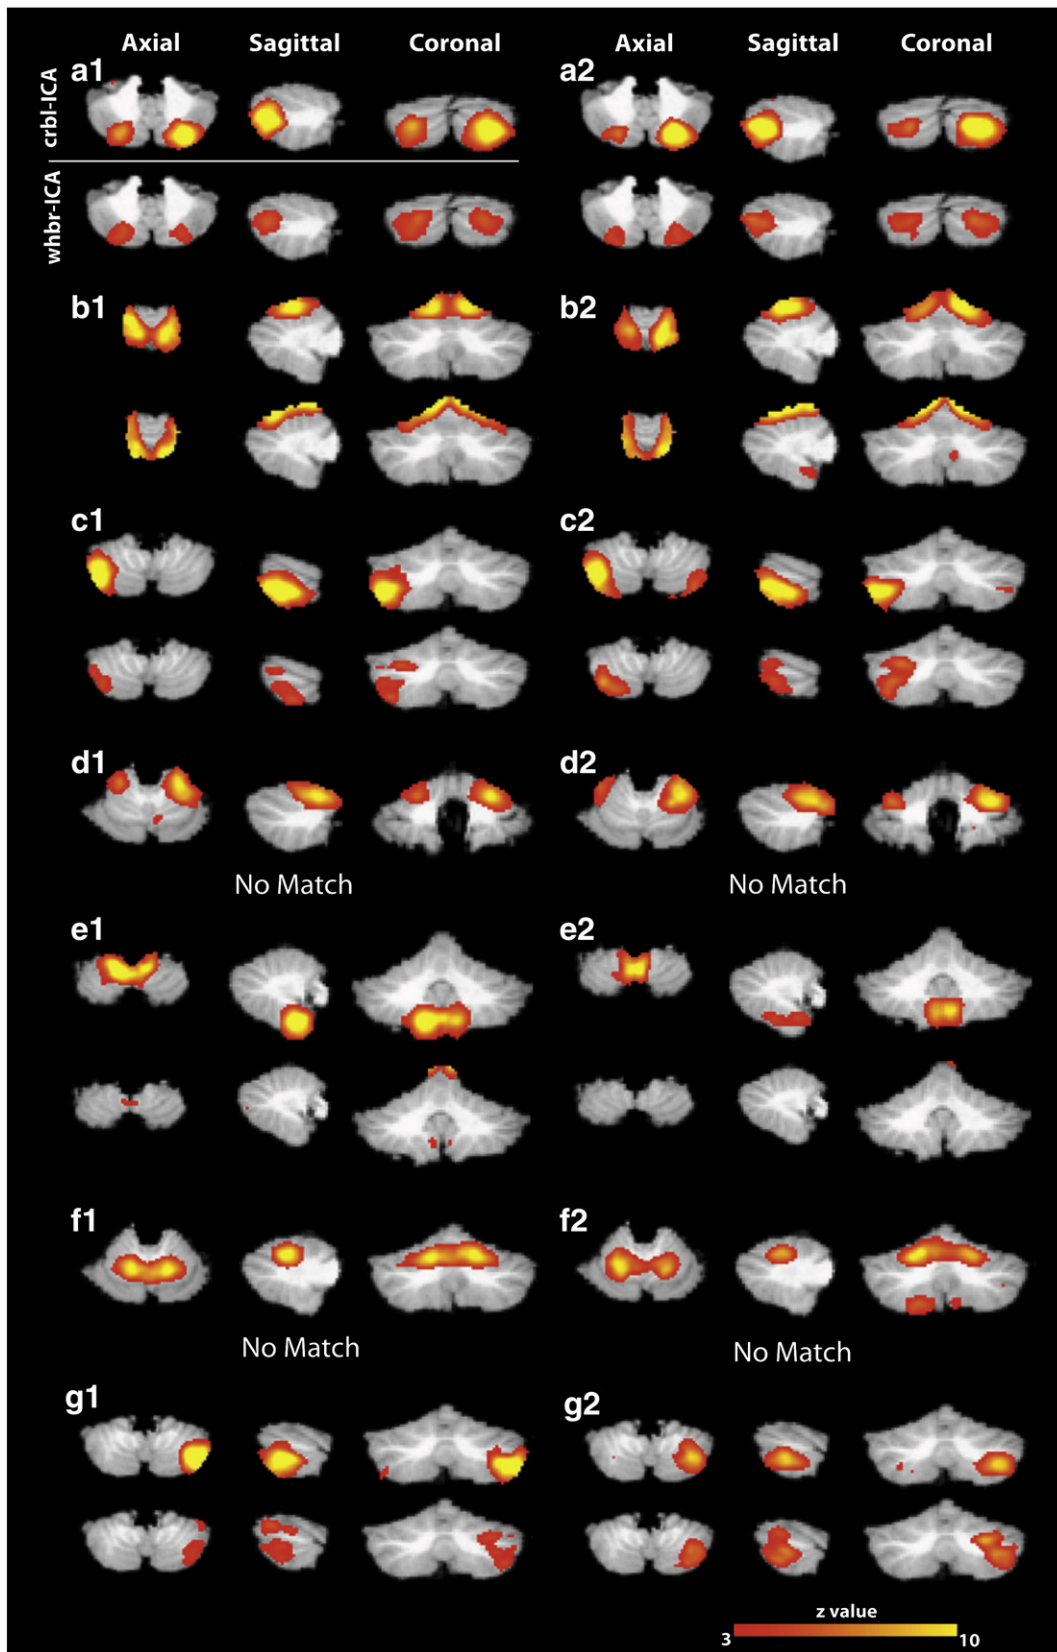 Axial Sagittal Coronal Axial Sagittal Coronal
a1 a2
crbl-ICA
whbr-ICA
b1 b2
c1 c2
d1 d2
No Match No Match
e1 e2
f1 f2
No Match No Match
g1 g2
z value
3 10